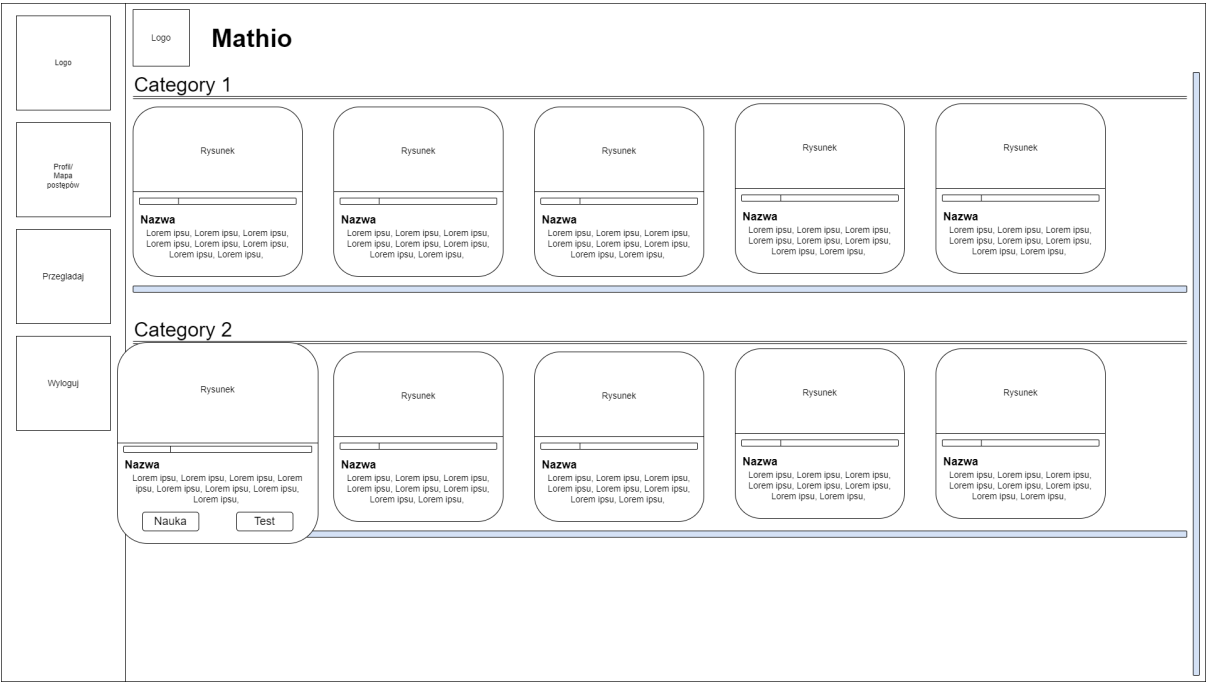 Logo
Profil/
Mapa
postępów
Przegladaj
Wyloguj
Logo
Mathio
Category 1
Rysunek
Nazwa
Lorem ipsu, Lorem ipsu, Lorem ipsu,
Lorem ipsu, Lorem ipsu, Lorem ipsu,
Lorem ipsu, Lorem ipsu,
Rysunek
Nazwa
Lorem ipsu, Lorem ipsu, Lorem ipsu,
Lorem ipsu, Lorem ipsu, Lorem ipsu,
Lorem ipsu, Lorem ipsu,
Rysunek
Nazwa
Lorem ipsu, Lorem ipsu, Lorem ipsu,
Lorem ipsu, Lorem ipsu, Lorem ipsu,
Lorem ipsu, Lorem ipsu,
Rysunek
Nazwa
Lorem ipsu, Lorem ipsu, Lorem ipsu,
Lorem ipsu, Lorem ipsu, Lorem ipsu,
Lorem ipsu, Lorem ipsu,
Rysunek
Nazwa
Lorem ipsu, Lorem ipsu, Lorem ipsu,
Lorem ipsu, Lorem ipsu, Lorem ipsu,
Lorem ipsu, Lorem ipsu,
Category 2
Rysunek
Nazwa
Lorem ipsu, Lorem ipsu, Lorem ipsu, Lorem
ipsu, Lorem ipsu, Lorem ipsu, Lorem ipsu,
Lorem ipsu,
Nauka
Test
Rysunek
Nazwa
Lorem ipsu, Lorem ipsu, Lorem ipsu,
Lorem ipsu, Lorem ipsu, Lorem ipsu,
Lorem ipsu, Lorem ipsu,
Rysunek
Nazwa
Lorem ipsu, Lorem ipsu, Lorem ipsu,
Lorem ipsu, Lorem ipsu, Lorem ipsu,
Lorem ipsu, Lorem ipsu,
Rysunek
Nazwa
Lorem ipsu, Lorem ipsu, Lorem ipsu,
Lorem ipsu, Lorem ipsu, Lorem ipsu,
Lorem ipsu, Lorem ipsu,
Rysunek
Nazwa
Lorem ipsu, Lorem ipsu, Lorem ipsu,
Lorem ipsu, Lorem ipsu, Lorem ipsu,
Lorem ipsu, Lorem ipsu,